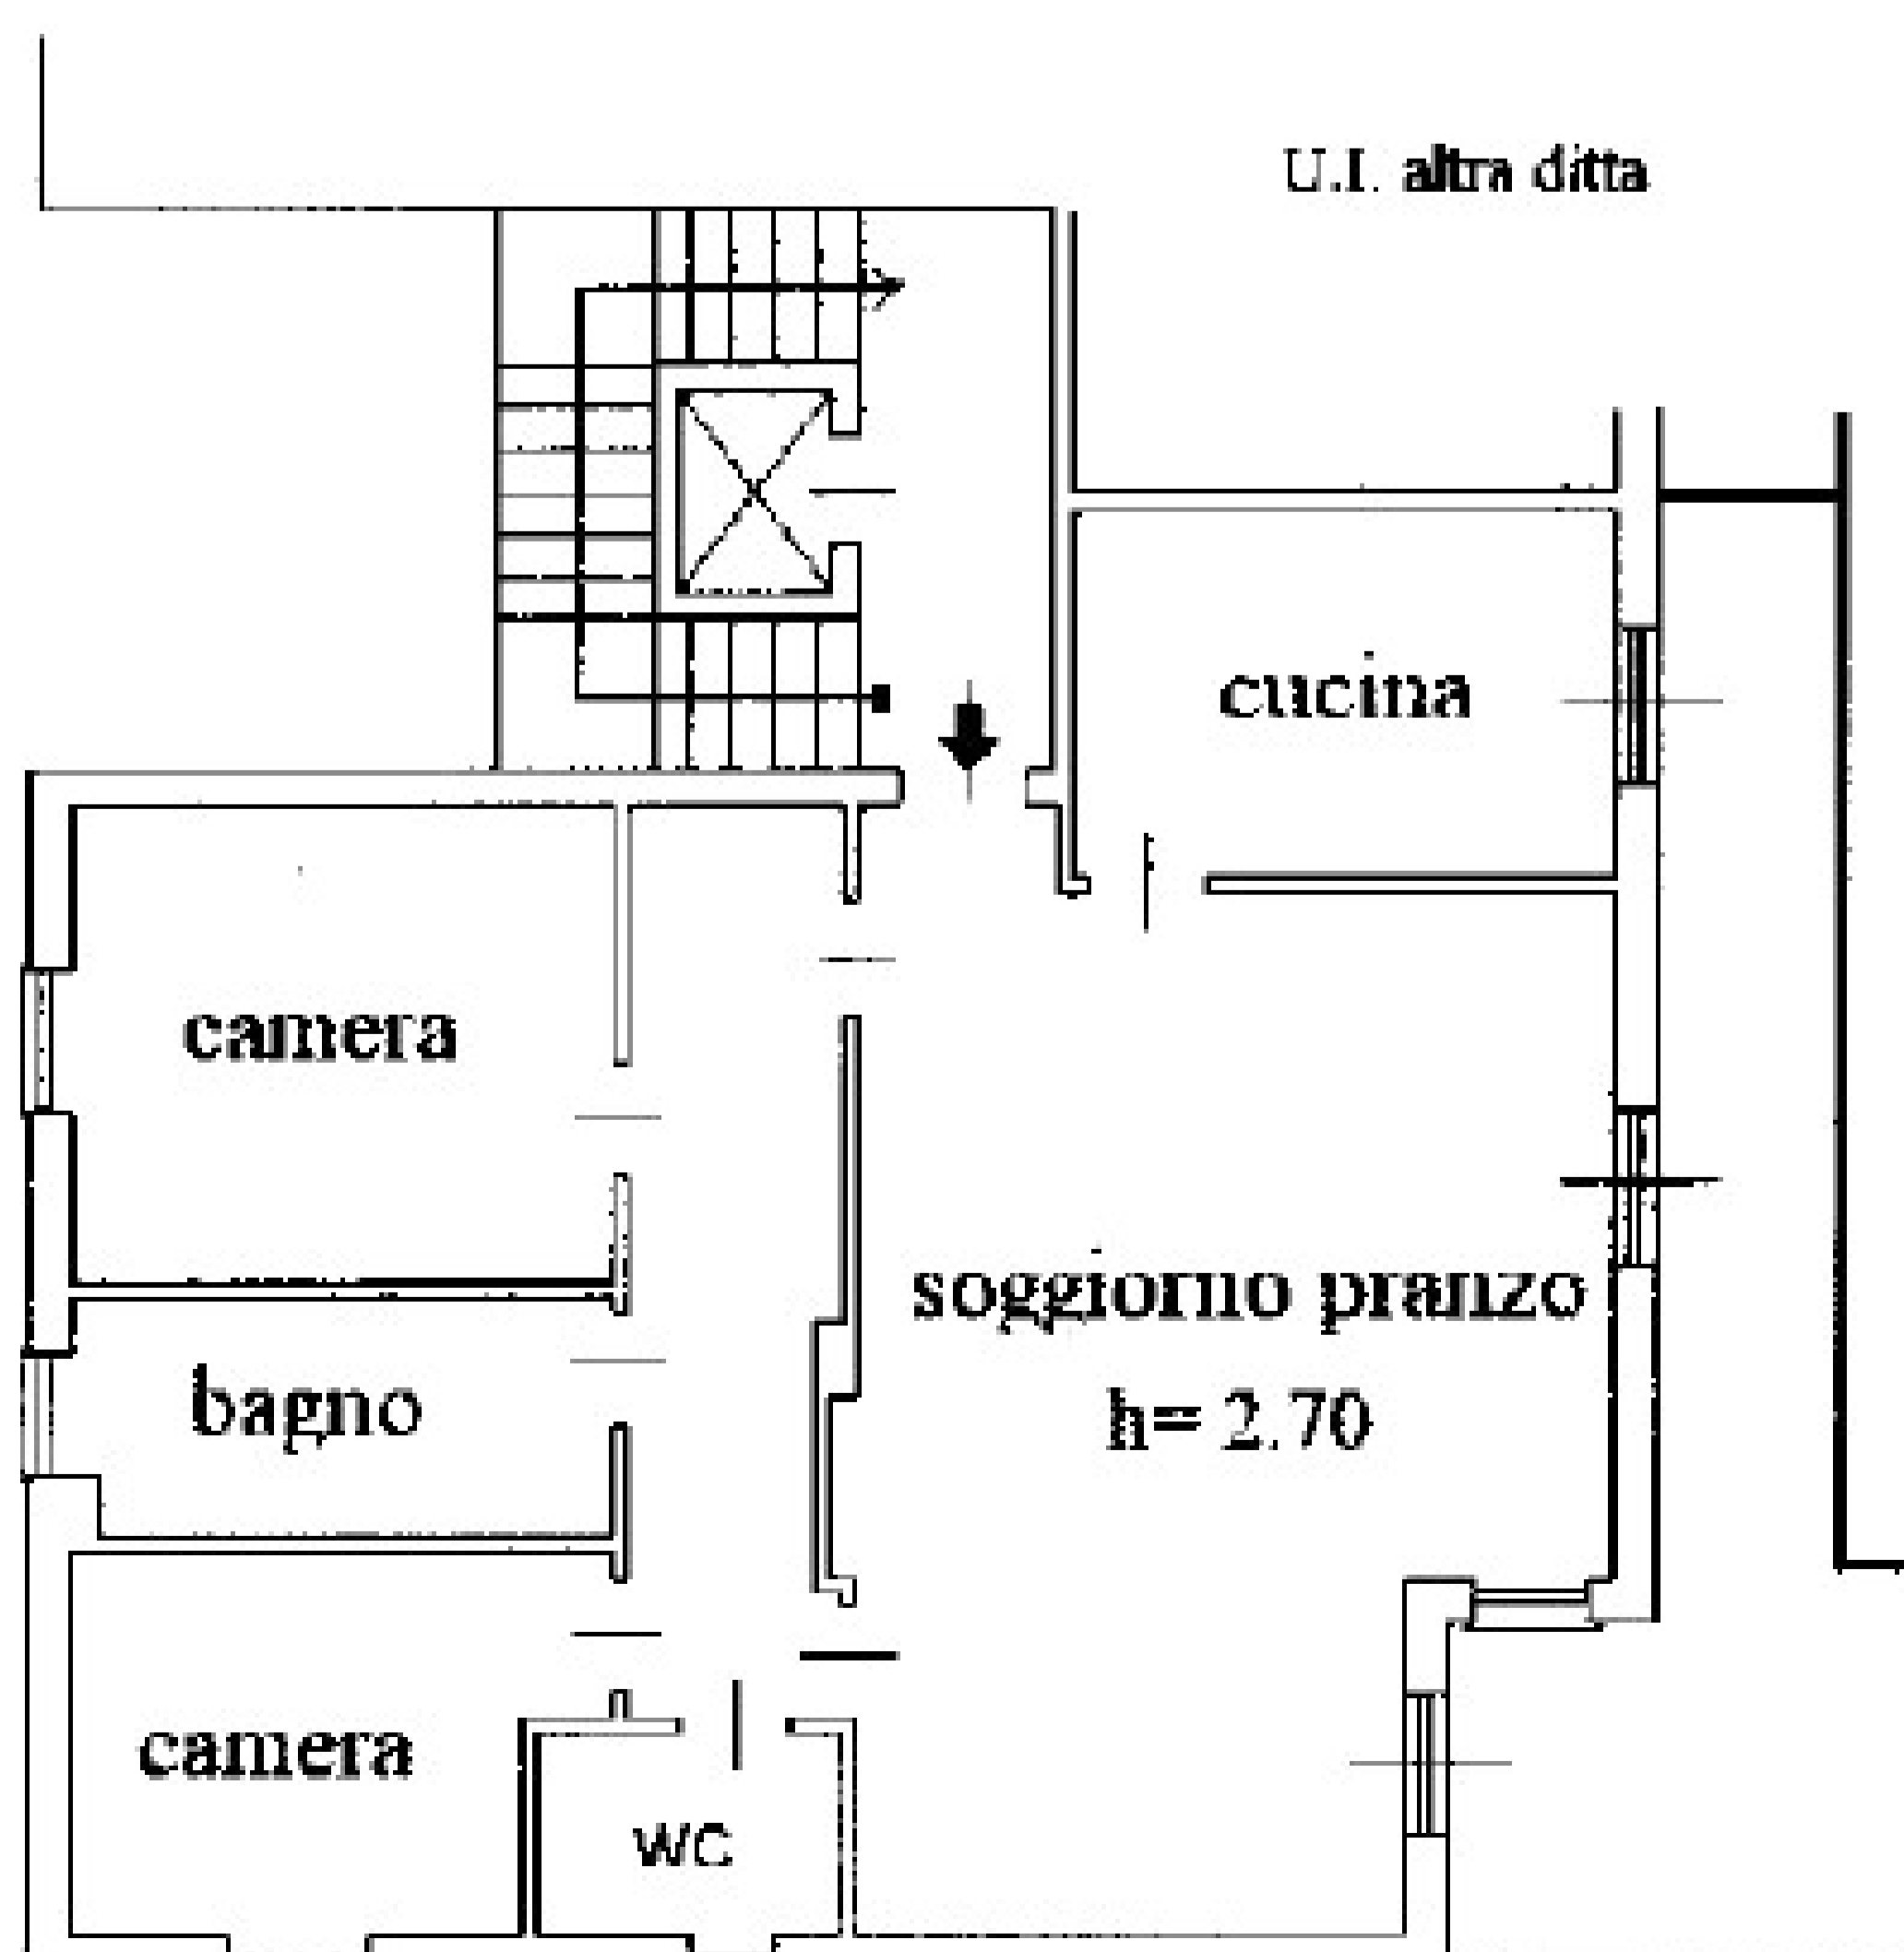 U.I. altra ditta
cucina
camera
soggiorno pranzo
h= 2.70
bagno
camera
WC